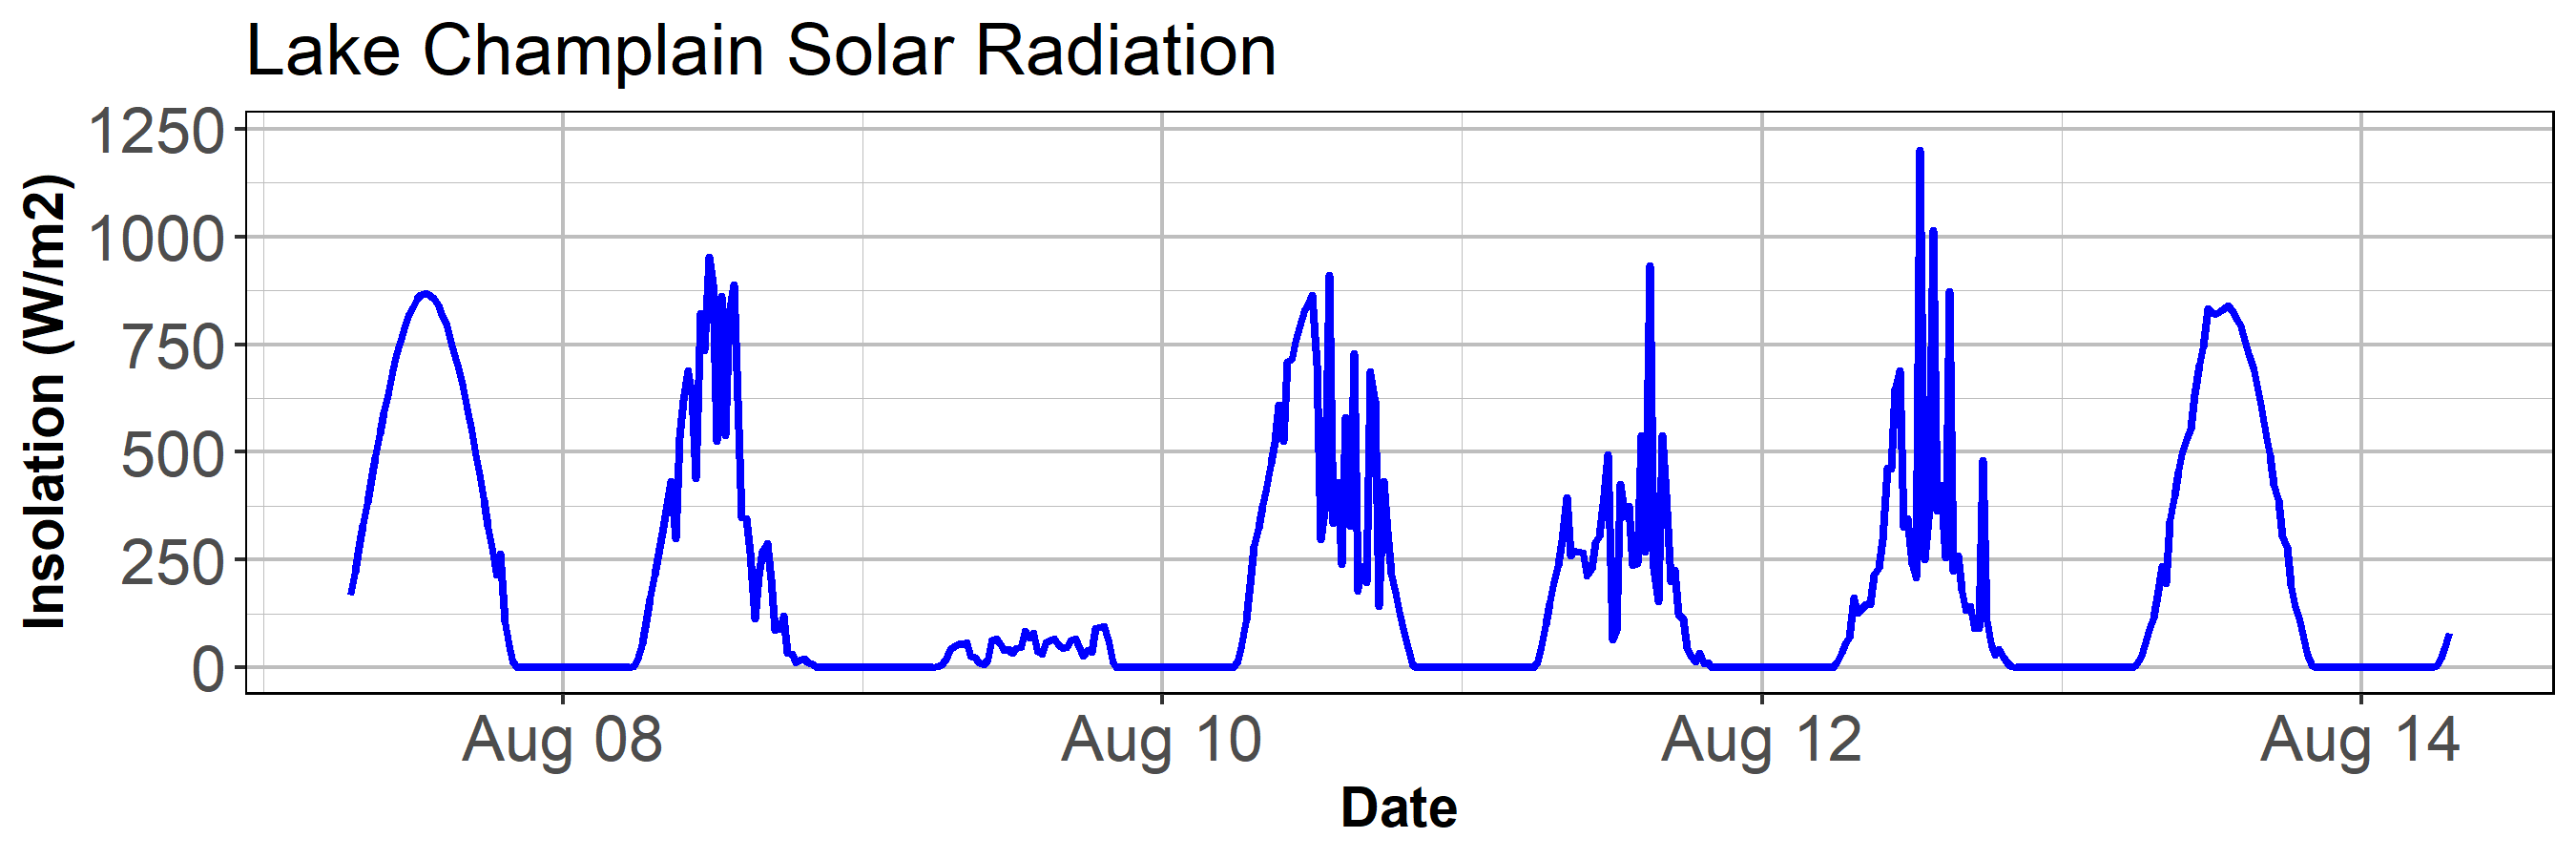 Lake Champlain Solar Radiation
1250
1000
750
500
250
0
Insolation (W/m2)
Aug 08 Aug 10 Aug 12 Aug 14
Date